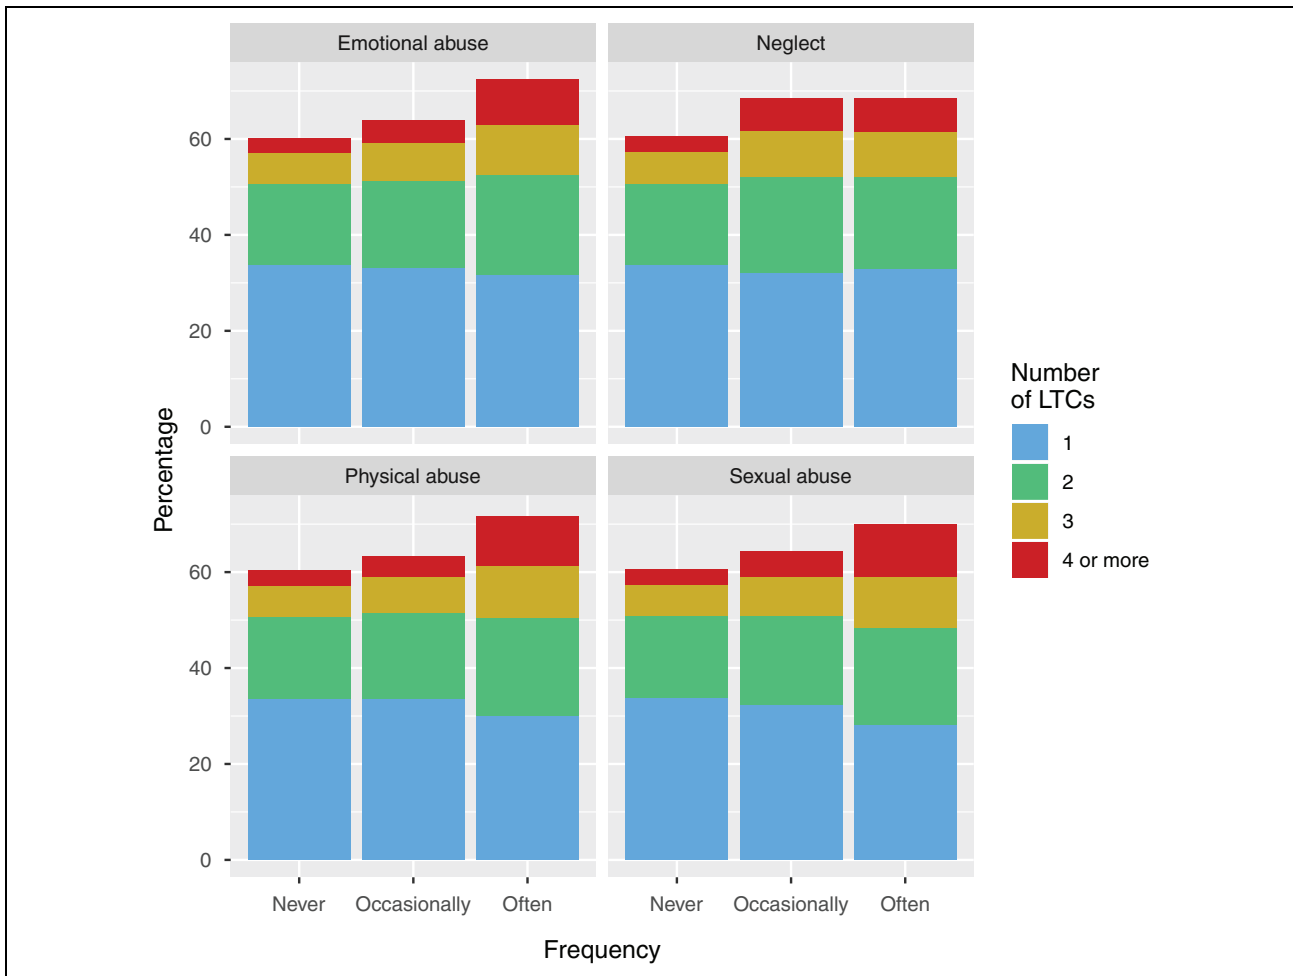 Emotional abuse
Neglect
60
40
20
0
Physical abuse
Sexual abuse
60
40
20
0
Percentage
Never
Occasionally
Often
Never
Occasionally
Often
Frequency
Number
of LTCs
1
2
3
4 or more